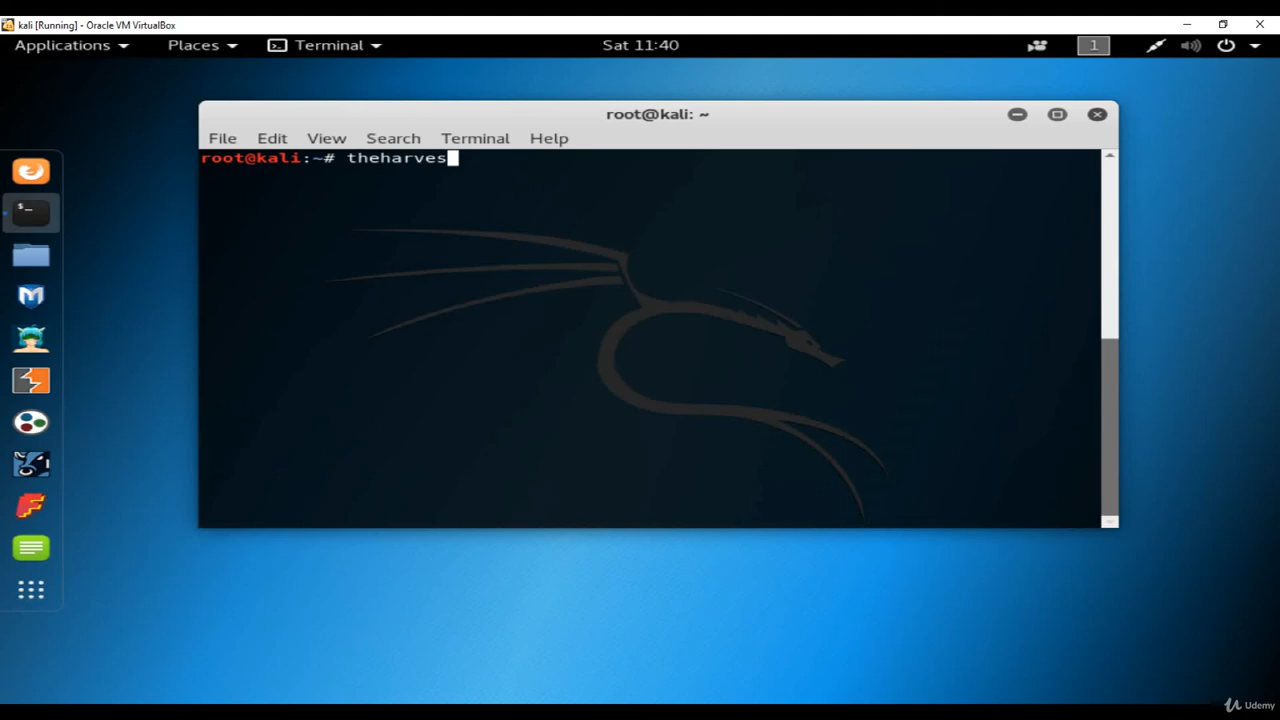 kali [Running] - Oracle VM VirtualBox
Applications Places Terminal Sat 11:40 1
root@kali: ~
File Edit View Search Terminal Help
root@kali:~# theharves
$_
Udemy